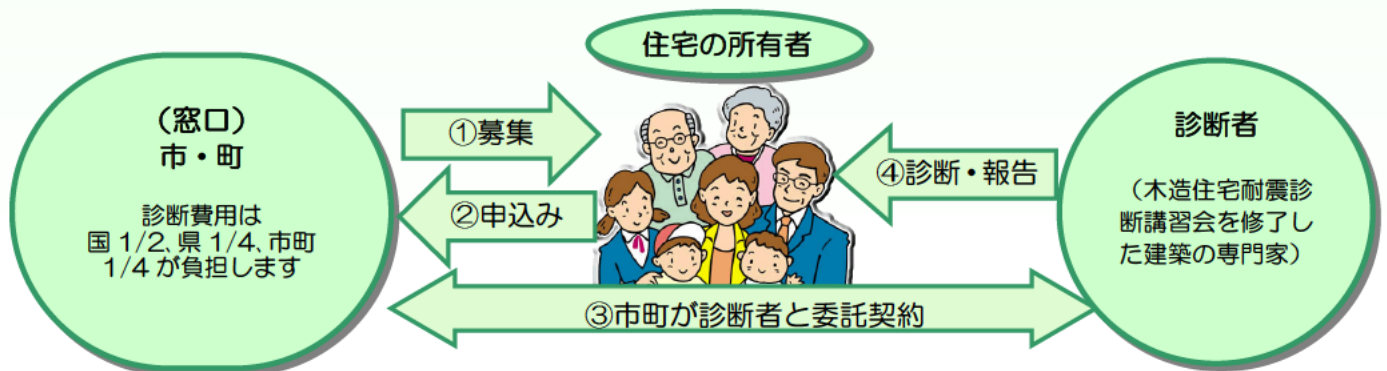 住宅の所有者
(窓口)
市・町
診断費用は
国 1/2、県 1/4、市町
1/4 が負担します
①募集
②申込み
③市町が診断者と委託契約
④診断・報告
診断者
（木造住宅耐震診
断講習会を修了し
た建築の専門家）